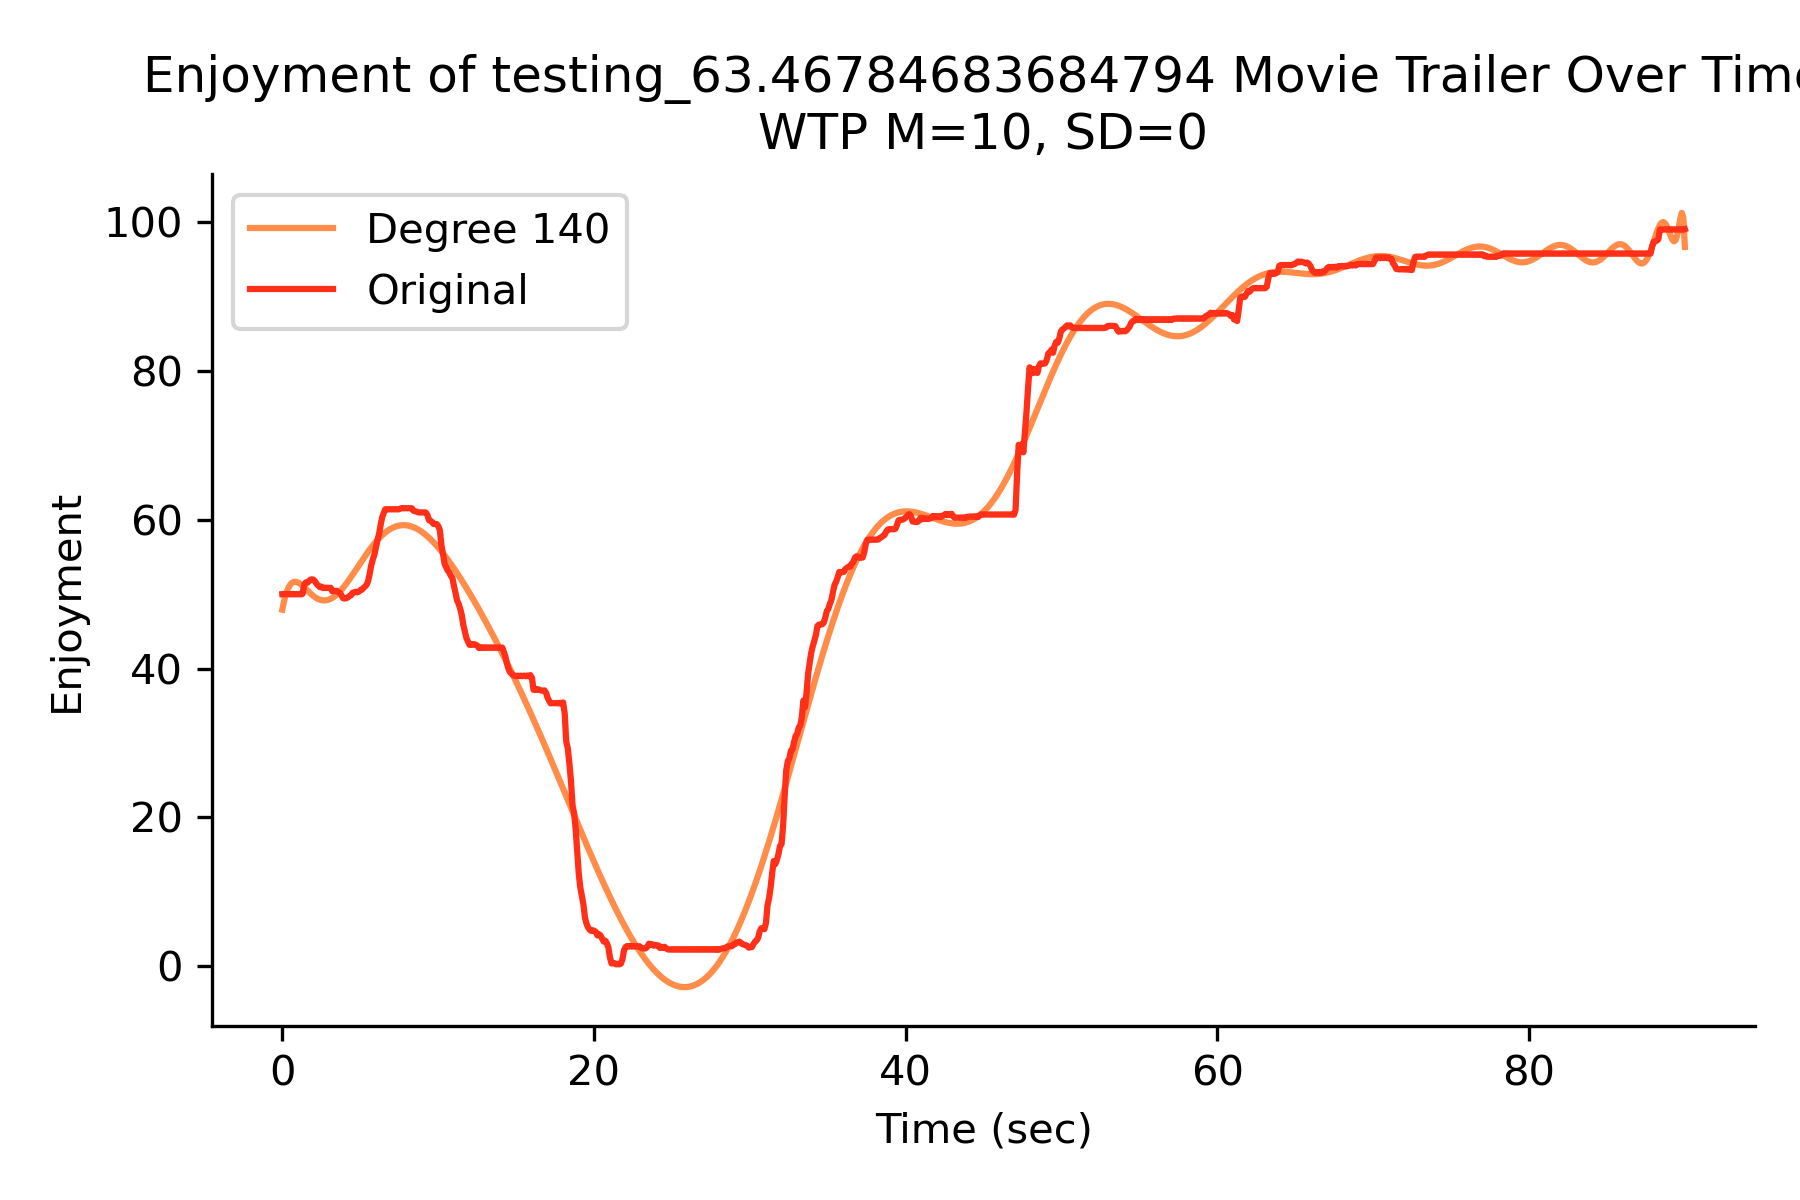 Enjoyment of testing_63.46784683684794 Movie Trailer Over Time
WTP M=10, SD=0
Degree 140
Original
100
80
60
40
20
0
Enjoyment
0 20 40 60 80
Time (sec)